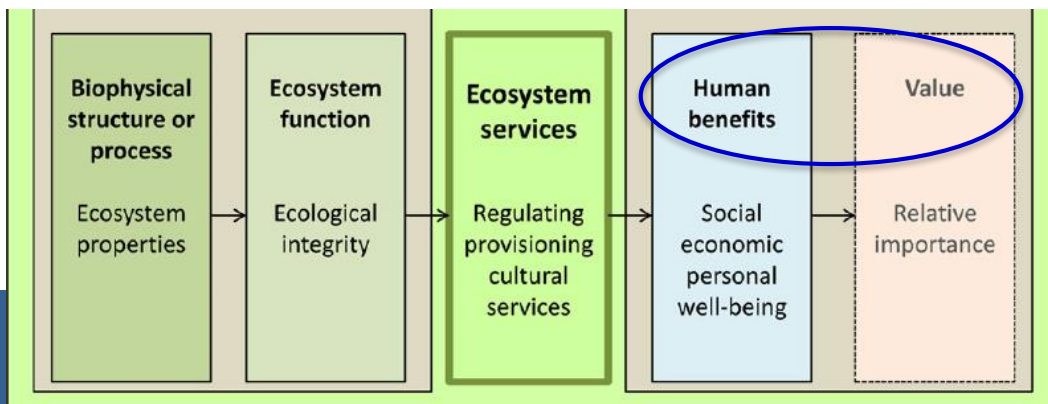 Biophysical
structure or
process
Ecosystem
properties
Ecosystem
function
Ecological
integrity
Ecosystem
services
Regulating
provisioning
cultural
services
Human
benefits
Social
economic
personal
well-being
Value
Relative
importance